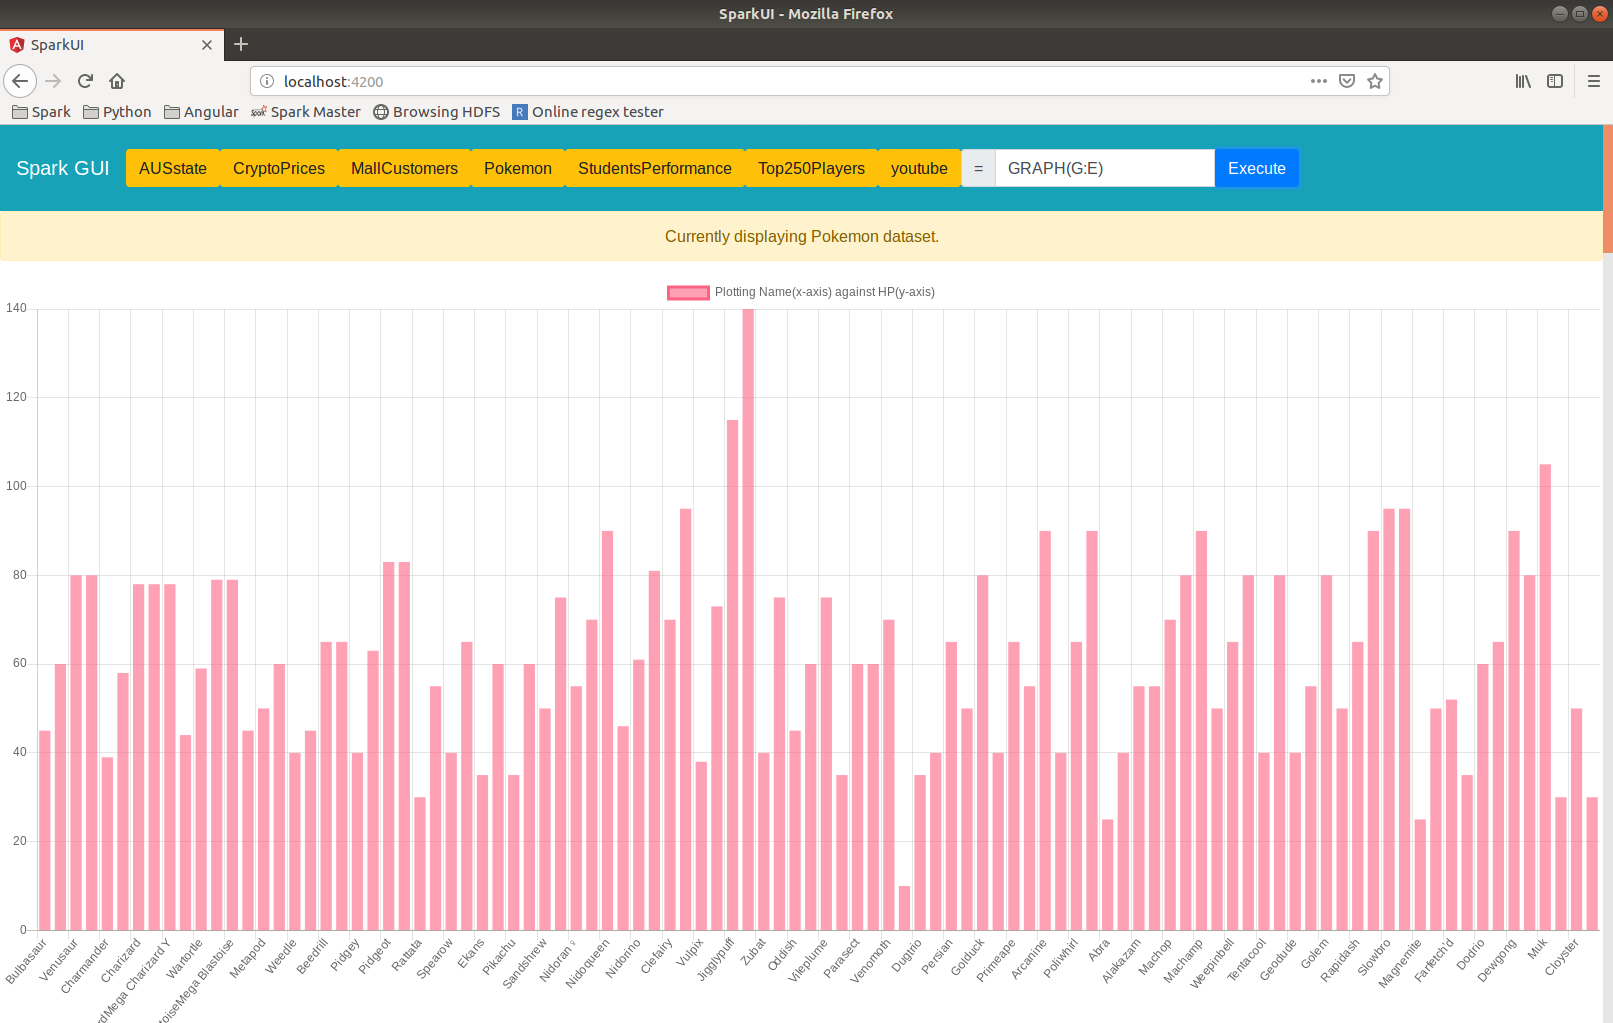 SparkUI - Mozilla Firefox
SparkUI
localhost:4200
Spark Python Angular Spark Master Browsing HDFS R Online regex tester
Spark GUI AUSstate CryptoPrices MallCustomers Pokemon StudentsPerformance Top250Players youtube = GRAPH(G:E) Execute
Currently displaying Pokemon dataset.
Plotting Name(x-axis) against HP(y-axis)
140
120
100
80
60
40
20
0
Bulbasaur
Venusaur
Charmander
Charizard
rdMega Charizard Y
Wartortle
toiseMega Blastoise
Metapod
Weedle
Beedrill
Pidgey
Pidgeot
Rattata
Spearow
Ekans
Pikachu
Sandshrew
Nidoran♀
Nidoqueen
Nidorino
Clefairy
Vulpix
Jigglypuff
Zubat
Oddish
Vileplume
Parasect
Venomoth
Dugtrio
Persian
Golduck
Primeape
Arcanine
Poliwhirl
Abra
Alakazam
Machop
Machamp
Weepinbell
Tentacool
Geodude
Golem
Rapidash
Slowbro
Magnemite
Farfetch'd
Dodrio
Dewgong
Muk
Cloyster